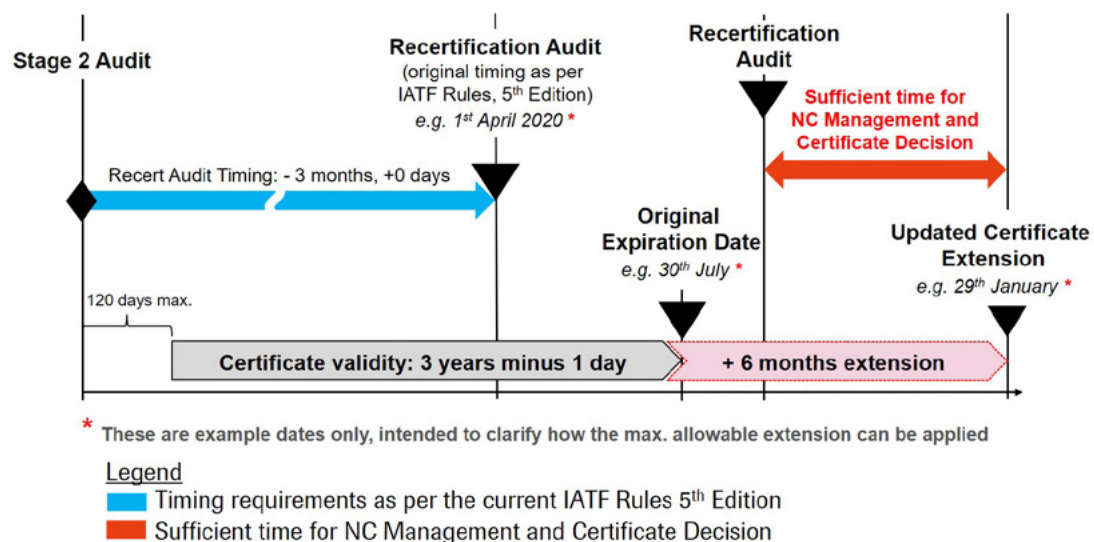 Stage 2 Audit
Recertification Audit
(original timing as per
IATF Rules, 5th Edition)
e.g. 1st April 2020 *
Recertification
Audit
Sufficient time for
NC Management and
Certificate Decision
Recert Audit Timing: - 3 months, +0 days
Original
Expiration Date
e.g. 30th July *
Updated Certificate
Extension
e.g. 29th January *
120 days max.
Certificate validity: 3 years minus 1 day
+ 6 months extension
* These are example dates only, intended to clarify how the max. allowable extension can be applied
Legend
Timing requirements as per the current IATF Rules 5th Edition
Sufficient time for NC Management and Certificate Decision